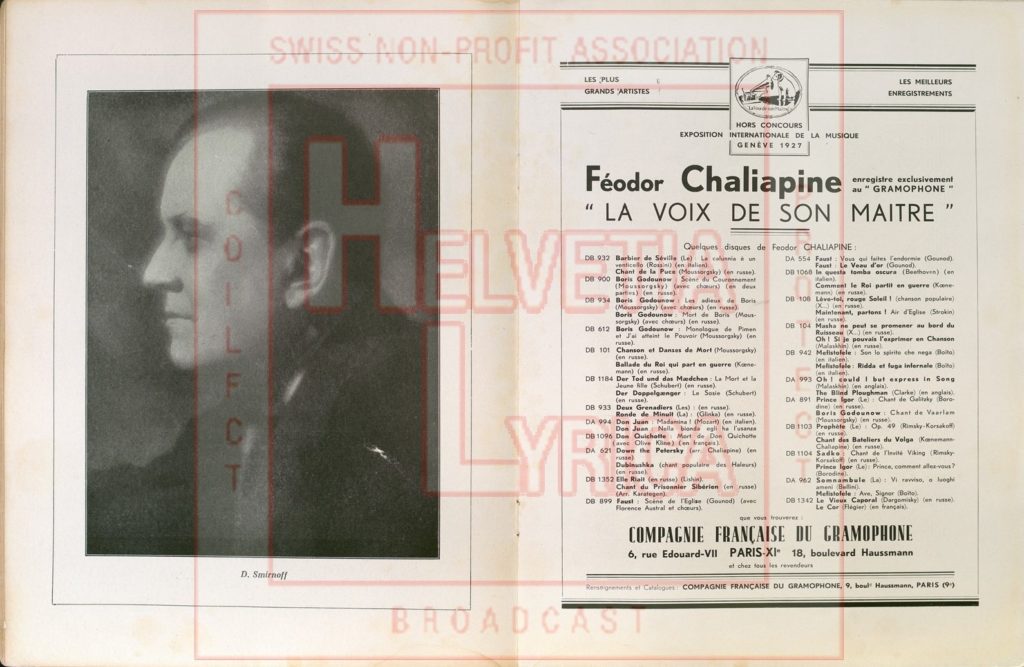 SWISS NON-PROFIT ASSOCIATION
HELVETIA
LYRICA
BROADCAST
D. Smirnoff
LES PLUS
GRANDS ARTISTES
LES MEILLEURS
ENREGISTREMENTS
HORS CONCOURS
EXPOSITION INTERNATIONALE DE LA MUSIQUE
GENÈVE 1927
Féodor Chaliapine
enregistre exclusivement
au " GRAMOPHONE "
" LA VOIX DE SON MAITRE "
Quelques disques de Feodor CHALIAPINE :
DB 932 Barbier de Séville (Le) : La calunnia è un
venticello (Rossini) (en italien).
Chant de la Puce (Moussorgsky) (en russe).
DB 900 Boris Godounow : Scène du Couronnement
(Moussorgsky) (avec chœurs) (en deux
parties) (en russe).
DB 934 Boris Godounow : Les adieux de Boris
(Moussorgsky) (avec chœurs) (en russe).
Boris Godounow : Mort de Boris (Mous-
sorgsky) (avec chœurs) (en russe).
DB 612 Boris Godounow : Monologue de Pimen
et J'ai atteint le Pouvoir (Moussorgsky) (en
russe).
DB 101 Chanson et Danses de Mort (Moussorgsky)
(en russe).
Ballade du Roi qui part en guerre (Kœne-
mann) (en russe).
DB 1184 Der Tod und das Mædchen : La Mort et la
Jeune fille (Schubert) (en russe).
Der Doppelgænger : Le Sosie (Schubert)
(en russe).
DB 933 Deux Grenadiers (Les) : (en russe).
Ronde de Minuit (La) : (Glinka) (en russe).
DA 994 Don Juan : Madamina ! (Mozart) (en italien).
Don Juan : Nella bionda egli ha l'usanza
DB 1096 Don Quichotte : Mort de Don Quichotte
(avec Olive Kline) (en français).
DA 621 Down the Petersky (arr. Chaliapine) (en
russe).
Dubinushka (chant populaire des Haleurs)
(en russe).
DB 1352 Elle Riait (en russe) (Lishin).
Chant du Prisonnier Sibérien (en russe)
(Arr. Karategon).
DB 899 Faust : Scène de l'Eglise (Gounod) (avec
Florence Austral et chœurs).
DA 554 Faust : Vous qui faites l'endormie (Gounod).
Faust : Le Veau d'or (Gounod).
DB 1068 In questa tomba oscura (Beethoven) (en
italien).
Comment le Roi partit en guerre (Kœne-
mann) (en russe).
DB 108 Lève-toi, rouge Soleil ! (chanson populaire)
(X...) (en russe).
Maintenant, partons ! Air d'Eglise (Strokin)
(en russe).
DB 104 Masha ne peut se promener au bord du
Ruisseau (X...) (en russe).
Oh ! Si je pouvais l'exprimer en Chanson
(Malashkin) (en russe)
DB 942 Mefistofele : Son lo spirito che nega (Boïto)
(en italien).
Mefistofele : Ridda et fuga infernale (Boïto)
(en italien).
DA 993 Oh ! could I but express in Song
(Malashkin) (en anglais).
The Blind Ploughman (Clarke) (en anglais).
DA 891 Prince Igor (Le) : Chant de Galitzky (Boro-
dine) (en russe).
Boris Godounow : Chant de Vaarlam
(Moussorgsky) (en russe).
DB 1103 Prophète (Le) : Op. 49 (Rimsky-Korsakoff)
(en russe).
Chant des Bateliers du Volga (Kœnemann-
Chaliapine) (en russe).
DB 1104 Sadko : Chant de l'Invité Viking (Rimsky-
Korsakoff) (en russe).
Prince Igor (Le) : Prince, comment allez-vous ?
(Borodine).
DA 962 Somnambule (La) : Vi ravviso, o luoghi
ameni (Bellini).
Mefistofele : Ave, Signor (Boïto).
DB 1342 Le Vieux Caporal (Dargomisky) (en russe).
Le Cor (Flégier) (en français).
que vous trouverez :
COMPAGNIE FRANÇAISE DU GRAMOPHONE
6, rue Edouard-VII PARIS-XIe 18, boulevard Haussmann
et chez tous les revendeurs
Renseignements et Catalogues : COMPAGNIE FRANÇAISE DU GRAMOPHONE, 9, boulᵈ Haussmann, PARIS (9ᵉ)